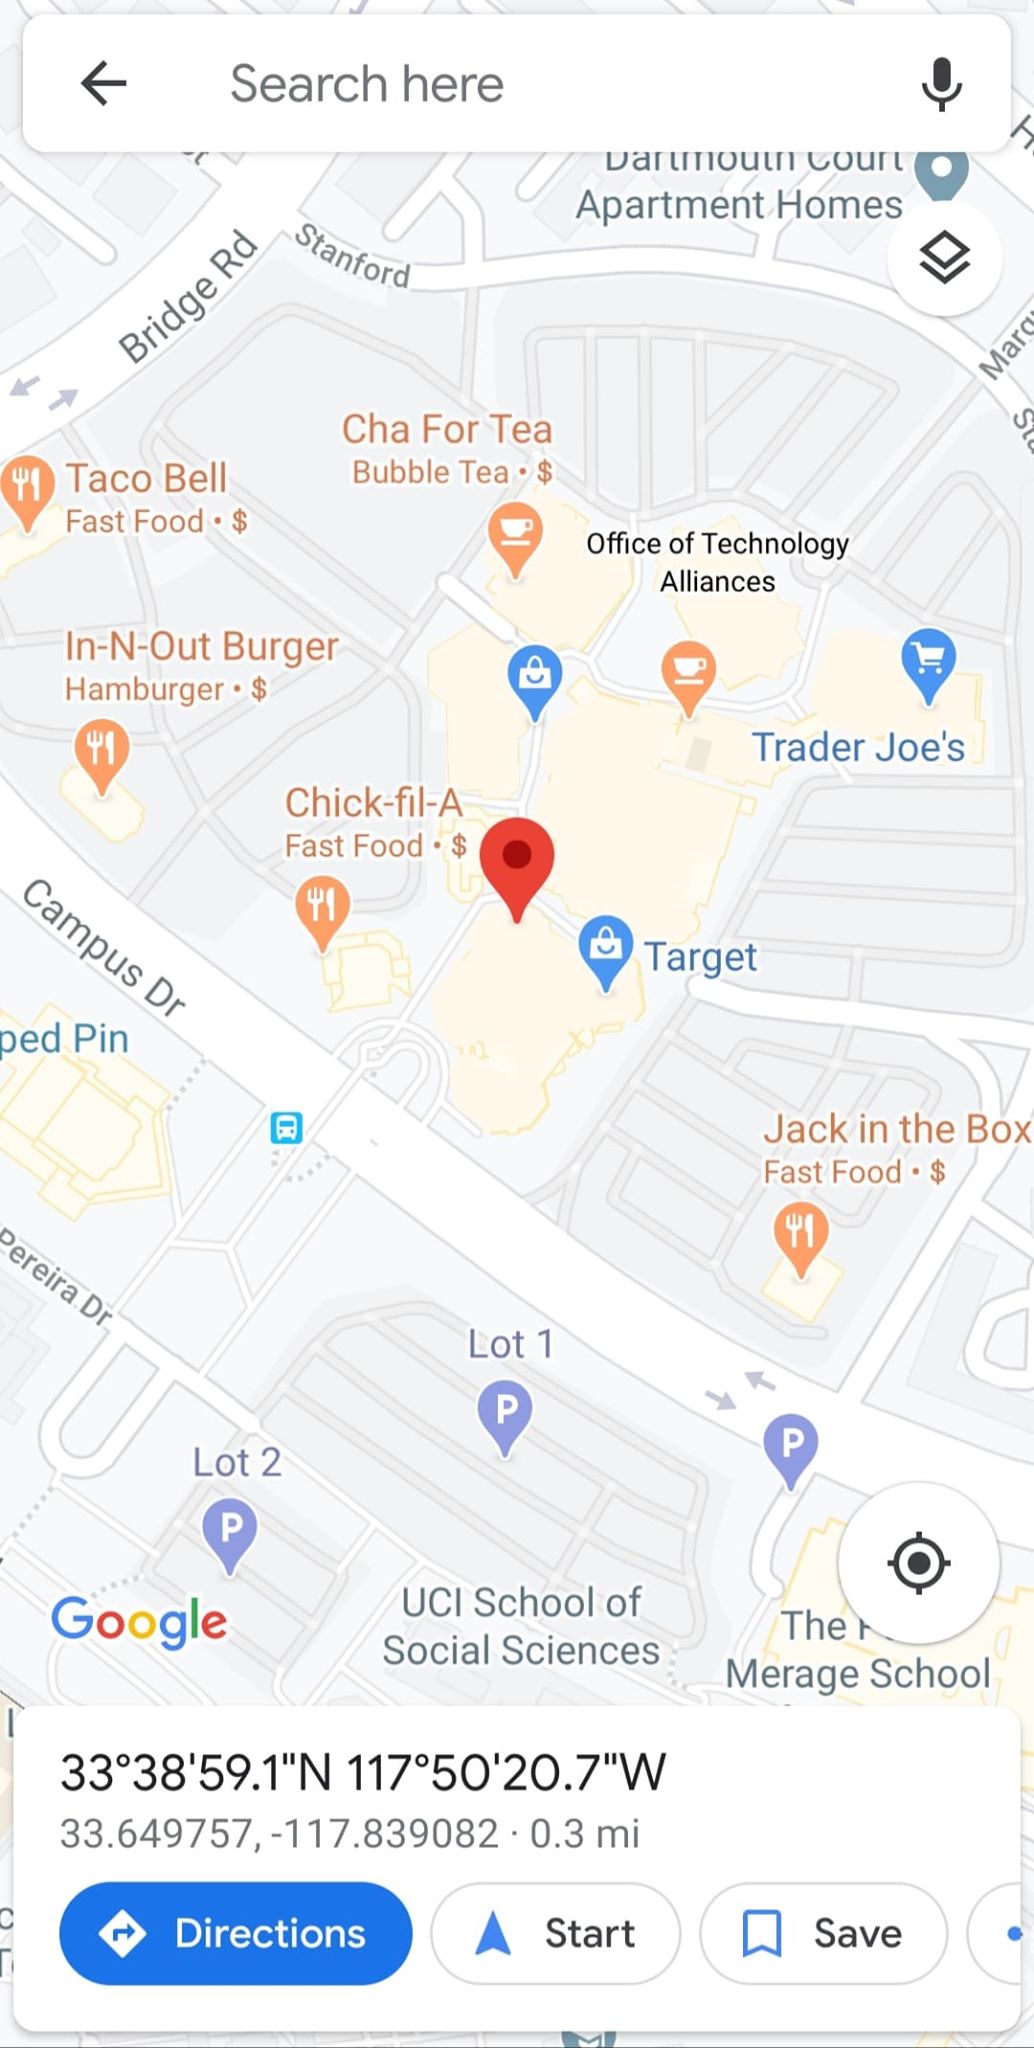 Search here
Dartmouth Court
Apartment Homes
Stanford
Bridge Rd
Cha For Tea
Bubble Tea • $
Taco Bell
Fast Food • $
Office of Technology
Alliances
In-N-Out Burger
Hamburger • $
Trader Joe's
Chick-fil-A
Fast Food • $
Campus Dr
Target
ped Pin
Jack in the Box
Fast Food • $
Pereira Dr
Lot 1
P
P
Lot 2
P
Google
UCI School of
Social Sciences
The
Merage School
33°38'59.1"N 117°50'20.7"W
33.649757, -117.839082 · 0.3 mi
Directions
Start
Save